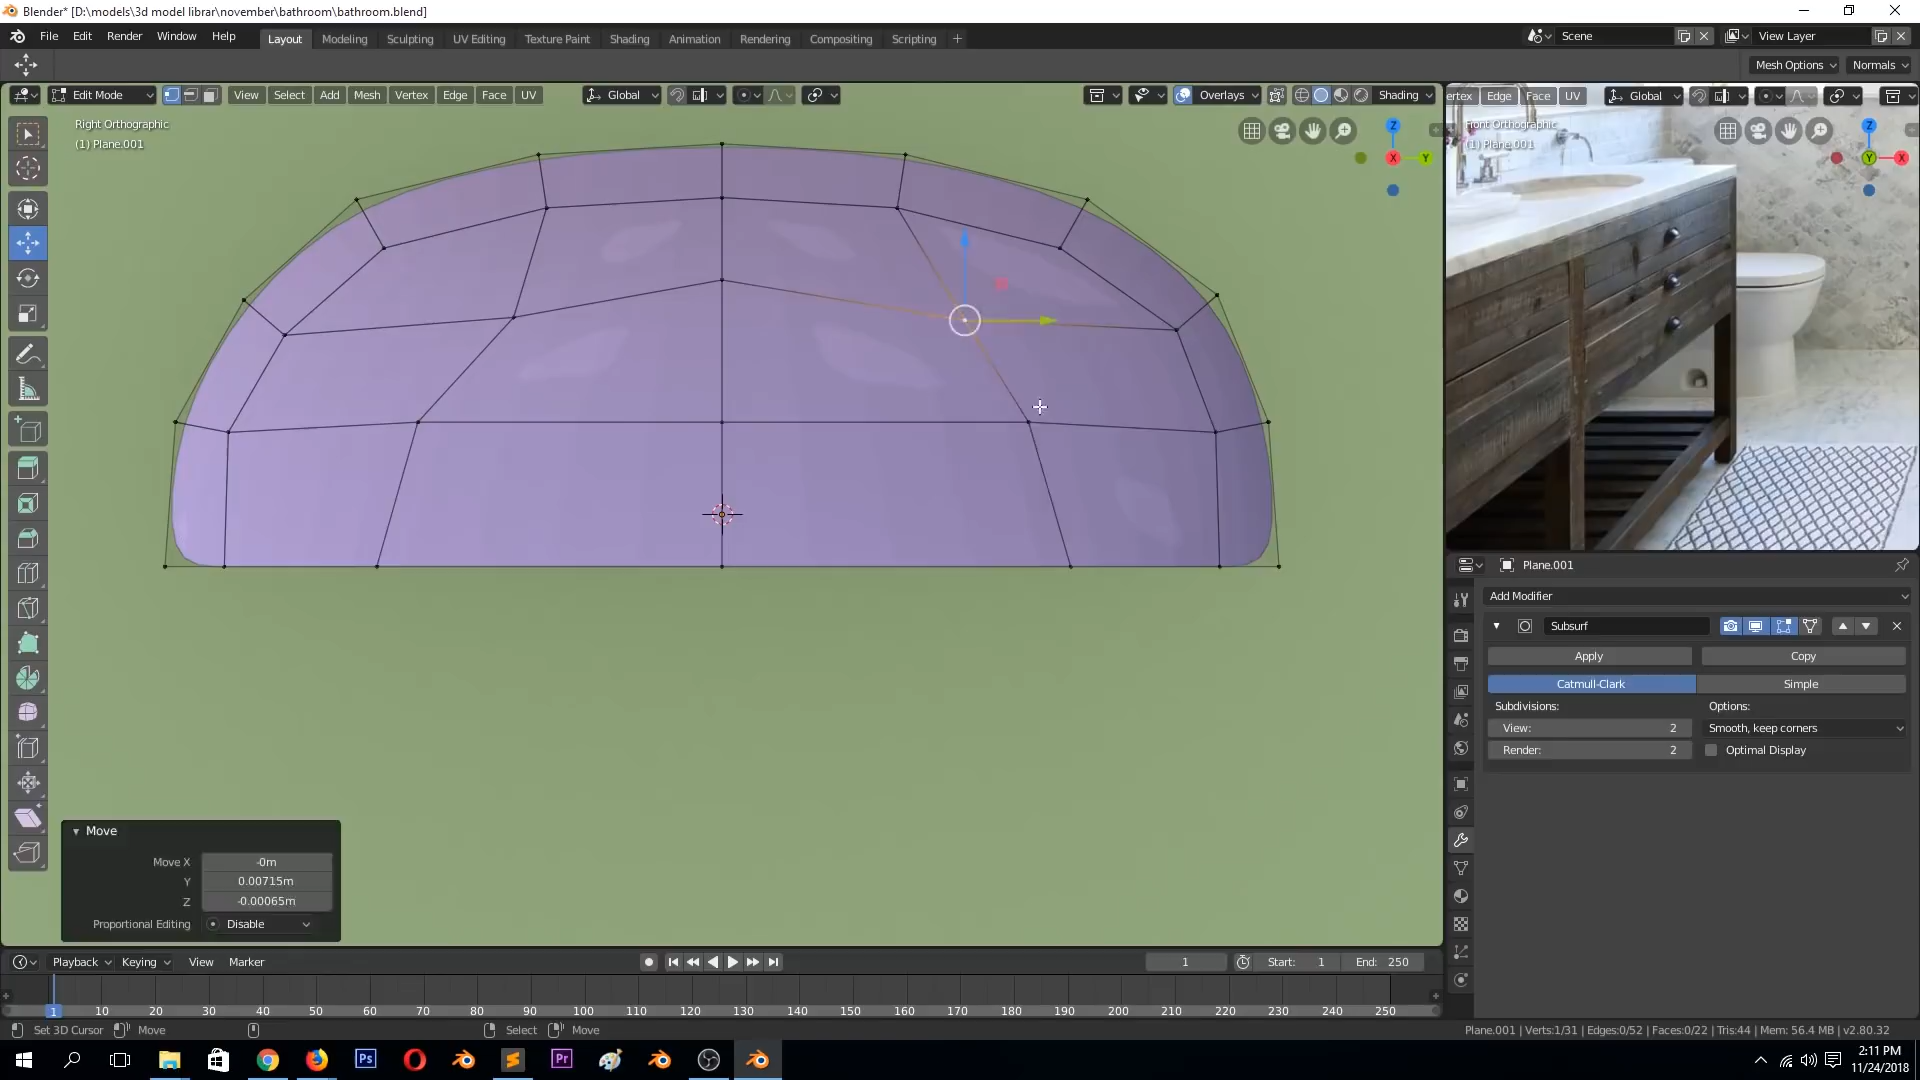 Blender* [D:\models\3d model librar\november\bathroom\bathroom.blend]
File Edit Render Window Help Layout Modeling Sculpting UV Editing Texture Paint Shading Animation Rendering Compositing Scripting + Scene View Layer
Mesh Options Normals
Edit Mode View Select Add Mesh Vertex Edge Face UV Global Overlays Shading
ertex Edge Face UV Global
Right Orthographic
(1) Plane.001
Z
X
Y
Front Orthographic
(1) Plane.001
Z
Y
X
Plane.001
Add Modifier
Subsurf
Apply Copy
Catmull-Clark Simple
Subdivisions: Options:
View: 2 Smooth, keep corners
Render: 2 Optimal Display
Move
Move X -0m
Y 0.00715m
Z -0.00065m
Proportional Editing Disable
Playback Keying View Marker 1 Start: 1 End: 250
1 10 20 30 40 50 60 70 80 90 100 110 120 130 140 150 160 170 180 190 200 210 220 230 240 250
Set 3D Cursor Move Select Move Plane.001 | Verts:1/31 | Edges:0/52 | Faces:0/22 | Tris:44 | Mem: 56.4 MB | v2.80.32
Ps Pr
2:11 PM
11/24/2018